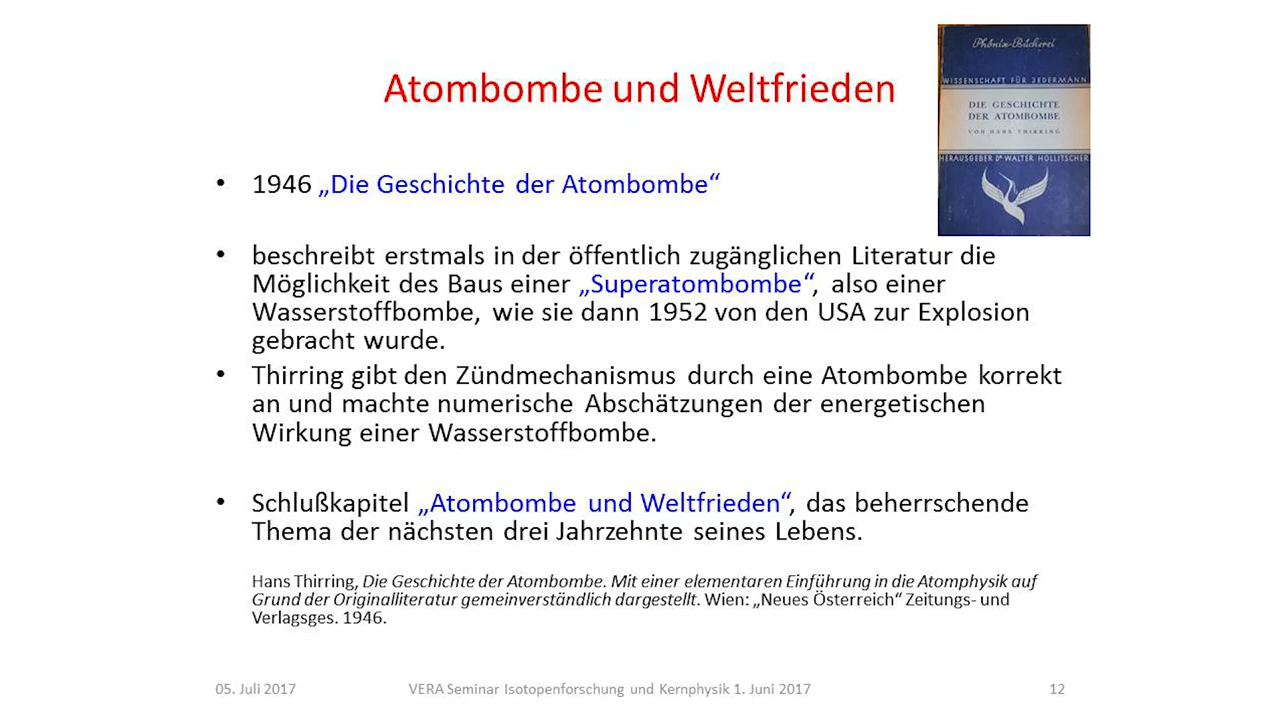 Atombombe und Weltfrieden
Phönix-Bücherei
WISSENSCHAFT FÜR JEDERMANN
DIE GESCHICHTE
DER ATOMBOMBE
VON HANS THIRRING
HERAUSGEBER DR WALTER HOLLITSCHER
• 1946 „Die Geschichte der Atombombe“
• beschreibt erstmals in der öffentlich zugänglichen Literatur die
Möglichkeit des Baus einer „Superatombombe“, also einer
Wasserstoffbombe, wie sie dann 1952 von den USA zur Explosion
gebracht wurde.
• Thirring gibt den Zündmechanismus durch eine Atombombe korrekt
an und machte numerische Abschätzungen der energetischen
Wirkung einer Wasserstoffbombe.
• Schlußkapitel „Atombombe und Weltfrieden“, das beherrschende
Thema der nächsten drei Jahrzehnte seines Lebens.
Hans Thirring, Die Geschichte der Atombombe. Mit einer elementaren Einführung in die Atomphysik auf
Grund der Originalliteratur gemeinverständlich dargestellt. Wien: „Neues Österreich“ Zeitungs- und
Verlagsges. 1946.
05. Juli 2017
VERA Seminar Isotopenforschung und Kernphysik 1. Juni 2017
12